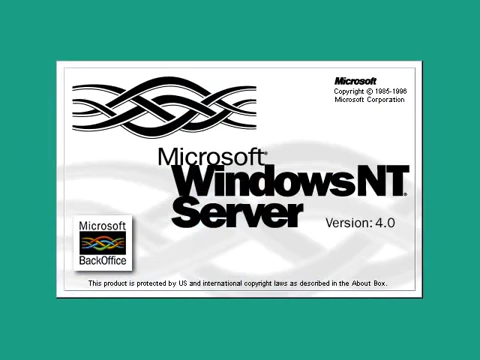 Microsoft
Copyright © 1985-1996
Microsoft Corporation
Microsoft®
Windows NT®
Server
Version: 4.0
Microsoft
BackOffice
This product is protected by US and international copyright laws as described in the About Box.